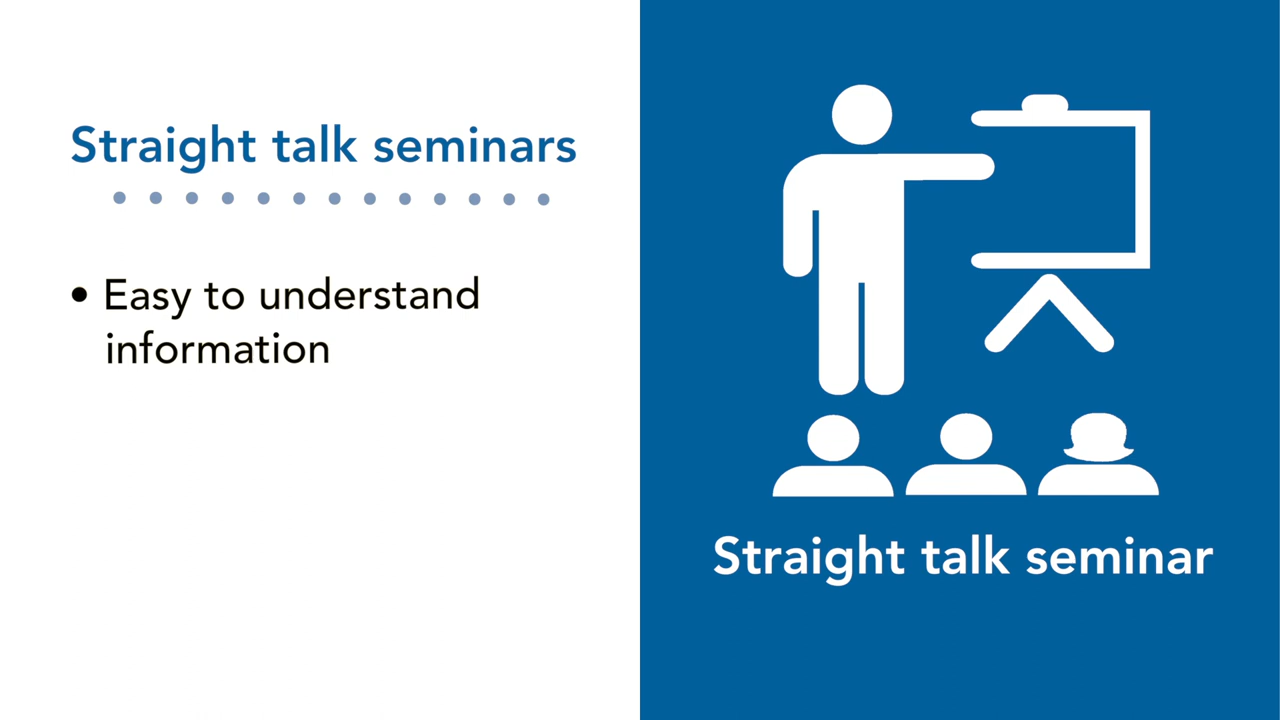 Straight talk seminars
• Easy to understand
information
Straight talk seminar